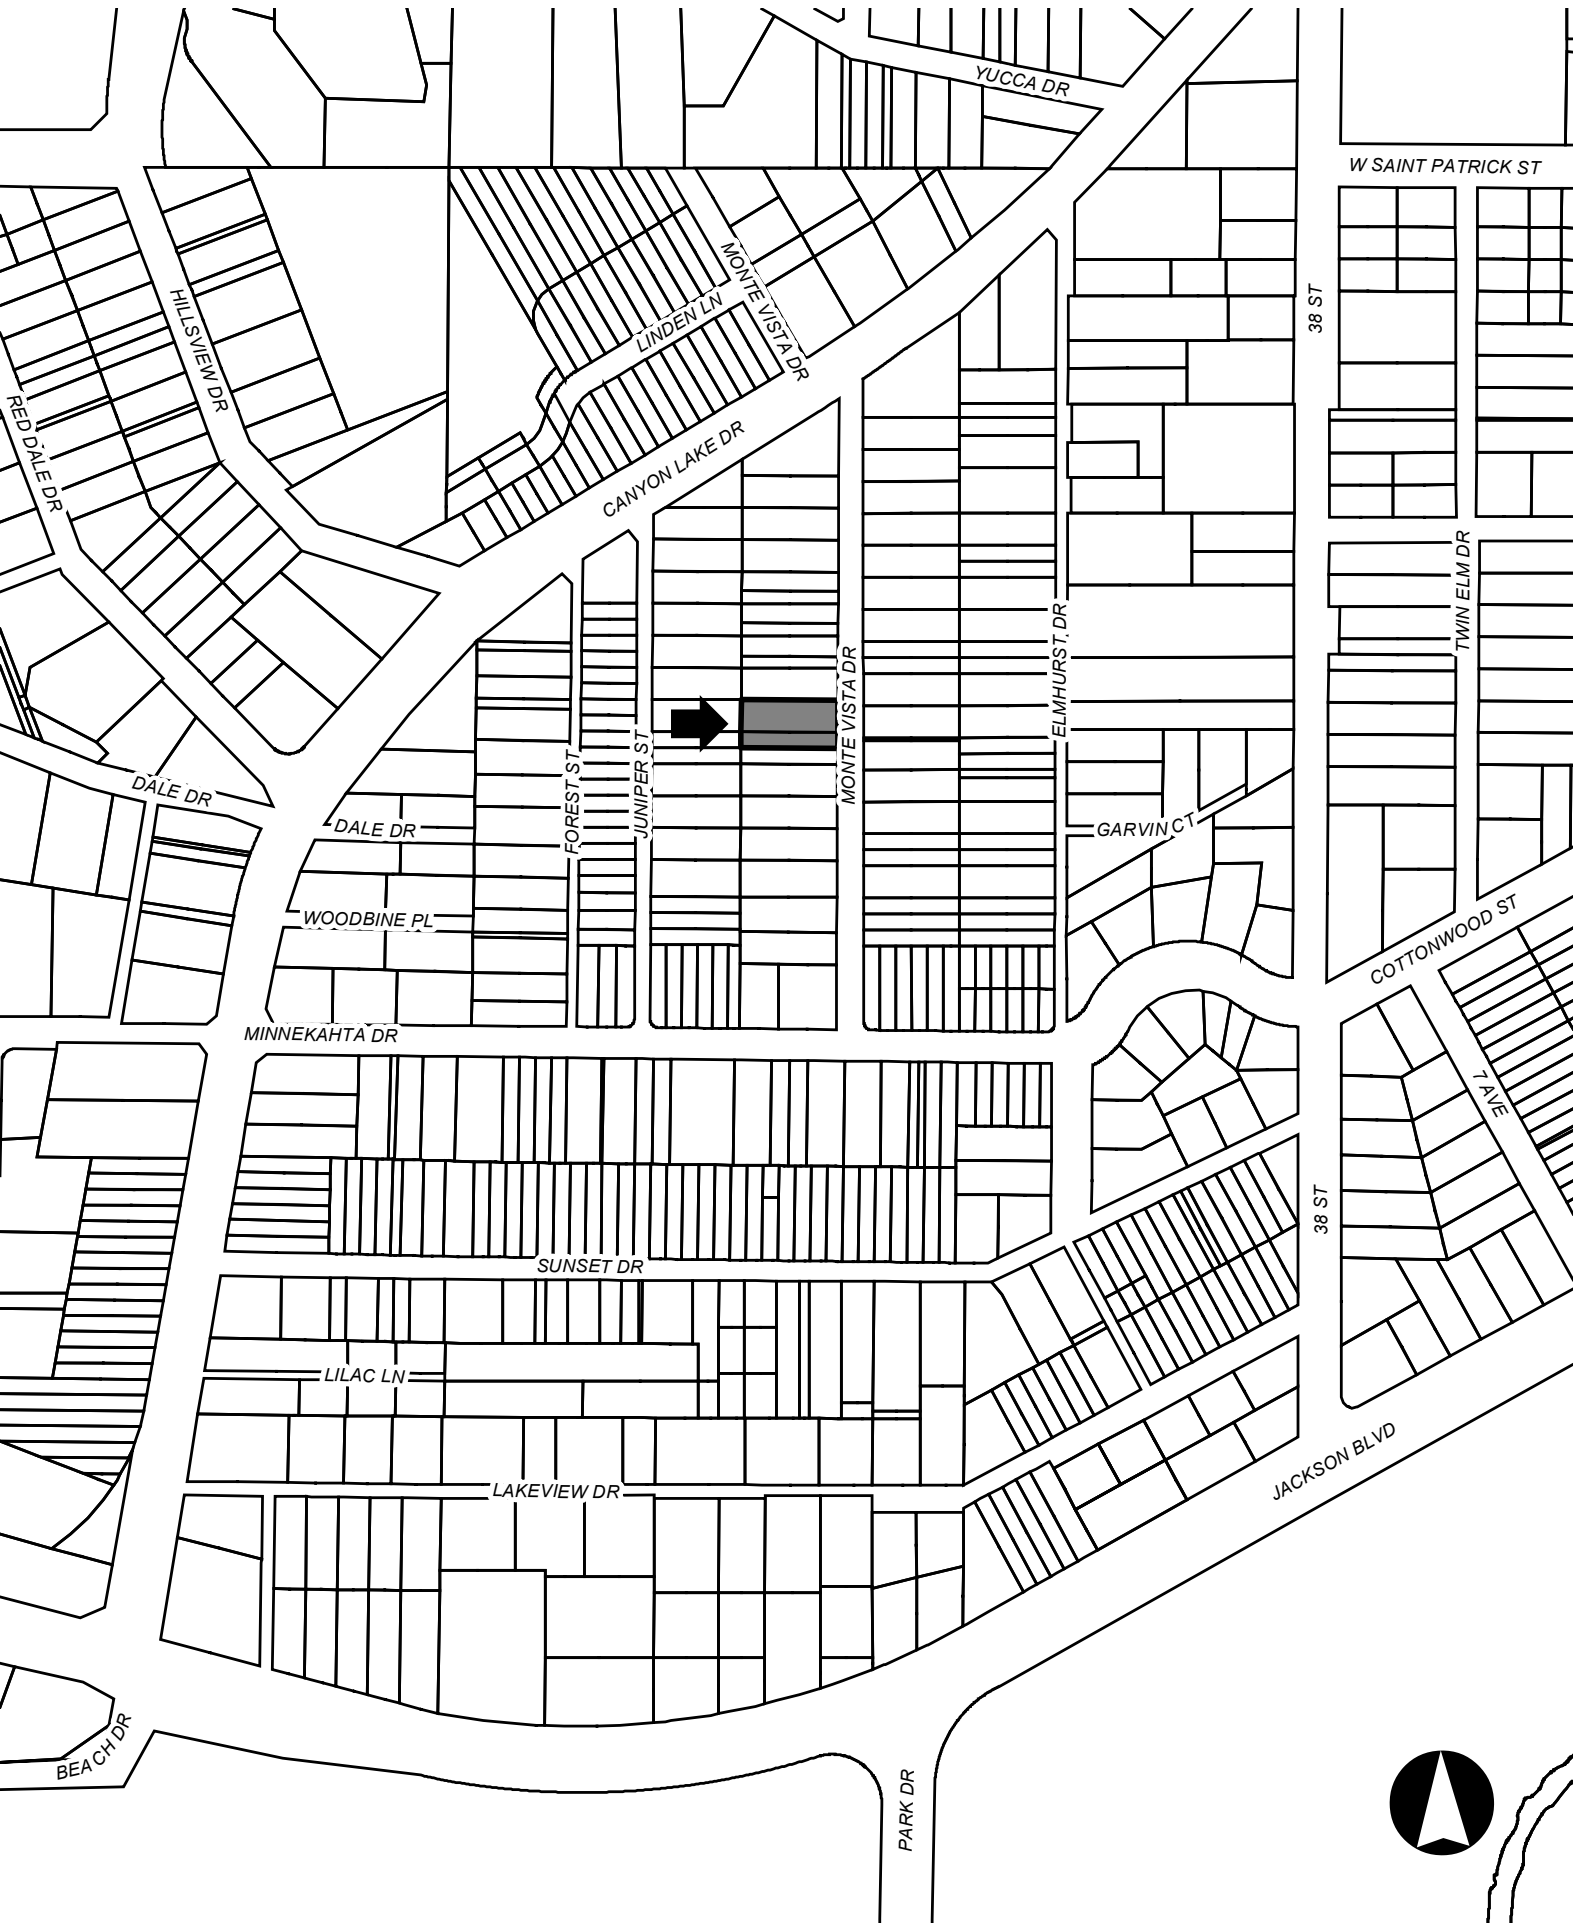 YUCCA DR
W SAINT PATRICK ST
MONTE VISTA DR
38 ST
HILLSVIEW DR
LINDEN LN
RED DALE DR
CANYON LAKE DR
TWIN ELM DR
ELMHURST DR
MONTE VISTA DR
JUNIPER ST
FOREST ST
DALE DR
DALE DR
GARVIN CT
WOODBINE PL
COTTONWOOD ST
MINNEKAHTA DR
7 AVE
38 ST
SUNSET DR
LILAC LN
JACKSON BLVD
LAKEVIEW DR
BEACH DR
PARK DR